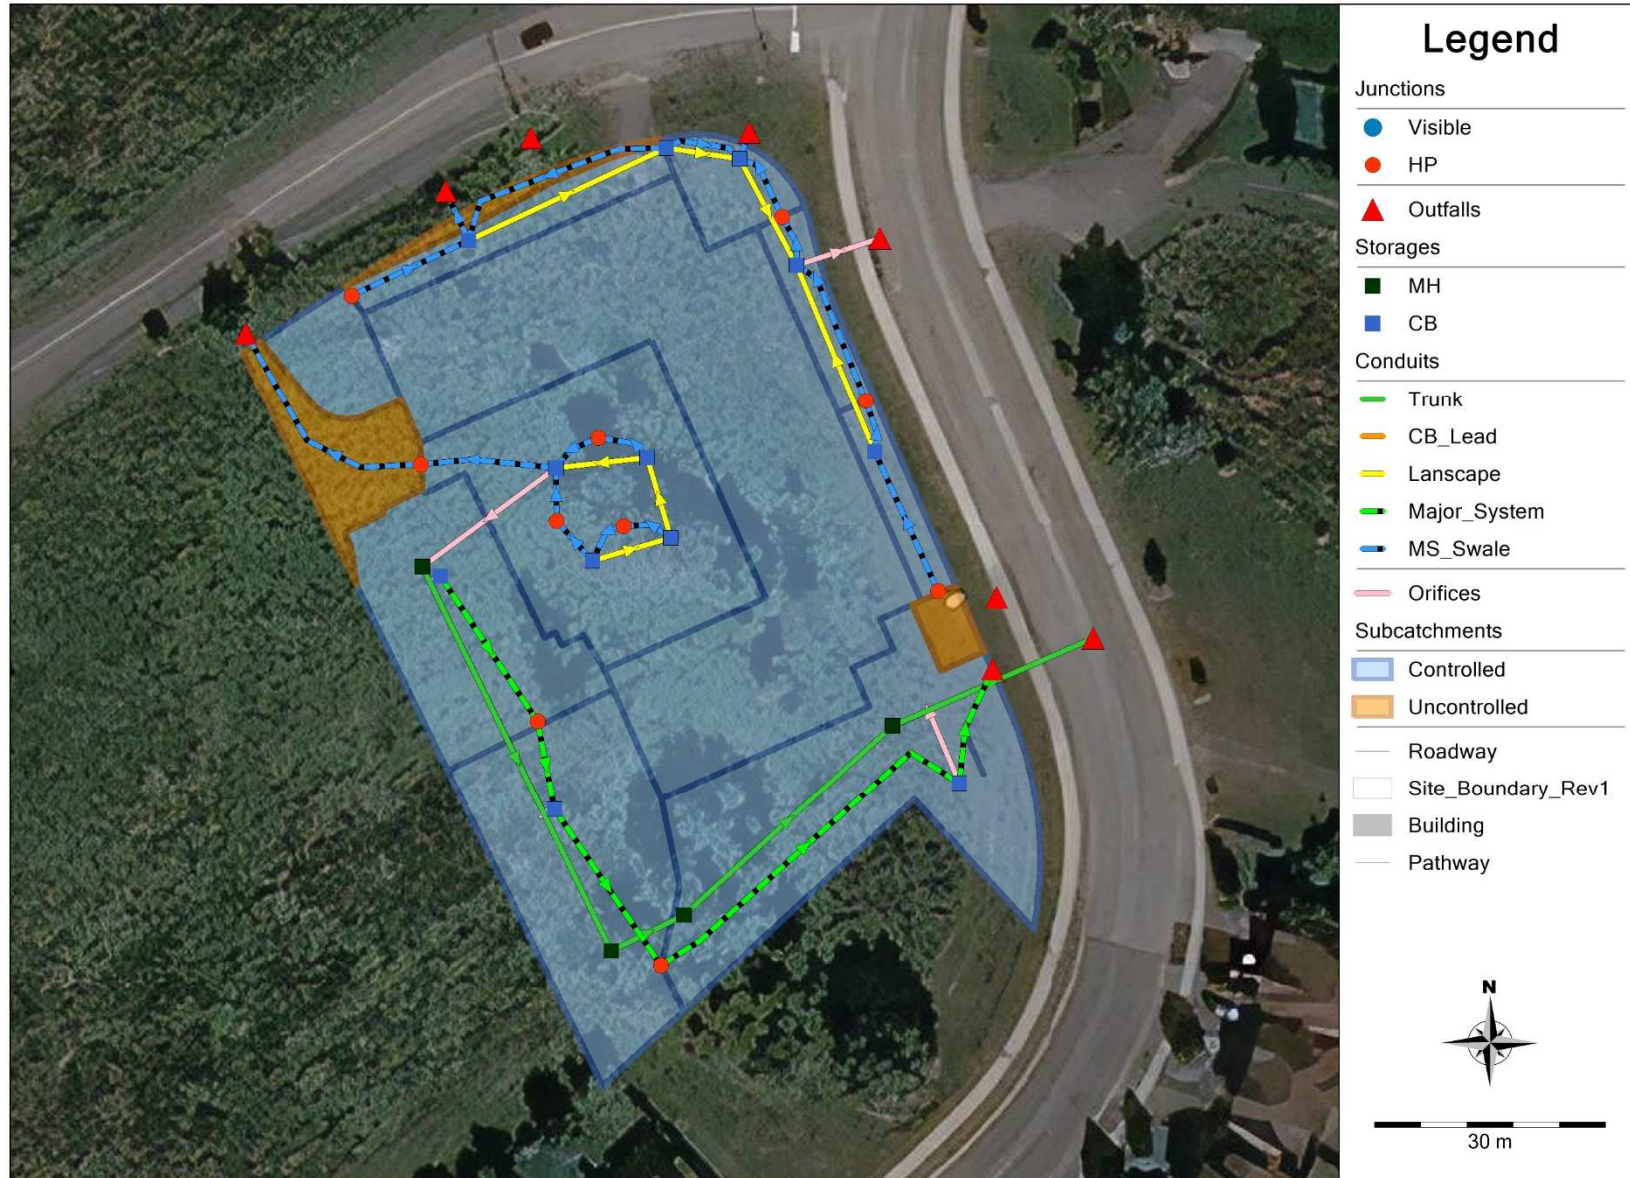 Legend
Junctions
Visible
HP
Outfalls
Storages
MH
CB
Conduits
Trunk
CB_Lead
Lanscape
Major_System
MS_Swale
Orifices
Subcatchments
Controlled
Uncontrolled
Roadway
Site_Boundary_Rev1
Building
Pathway
N
30 m